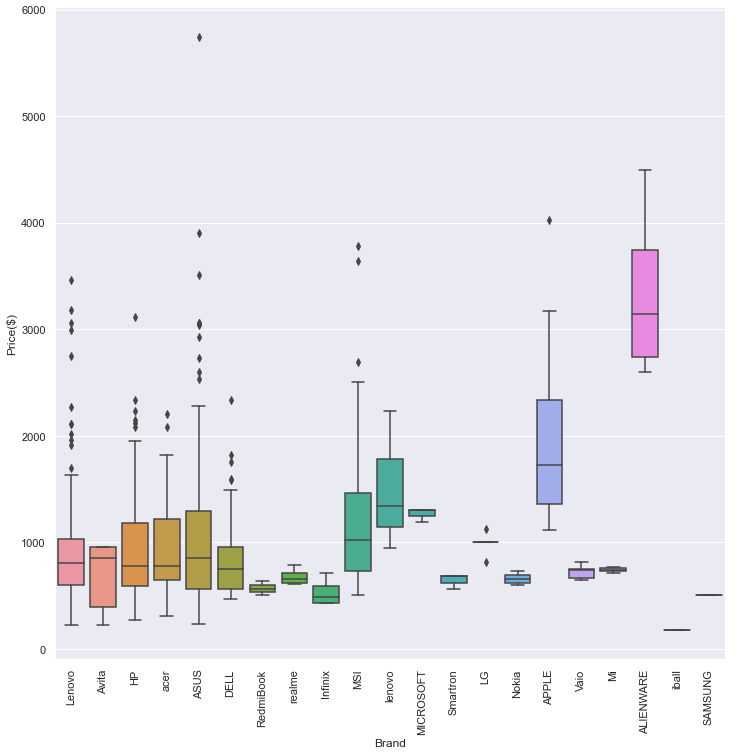 6000
5000
4000
3000
2000
1000
0
Price($)
Lenovo
Avita
HP
acer
ASUS
DELL
RedmiBook
realme
Infinix
MSI
lenovo
MICROSOFT
Smartron
LG
Nokia
APPLE
Vaio
Mi
ALIENWARE
iball
SAMSUNG
Brand